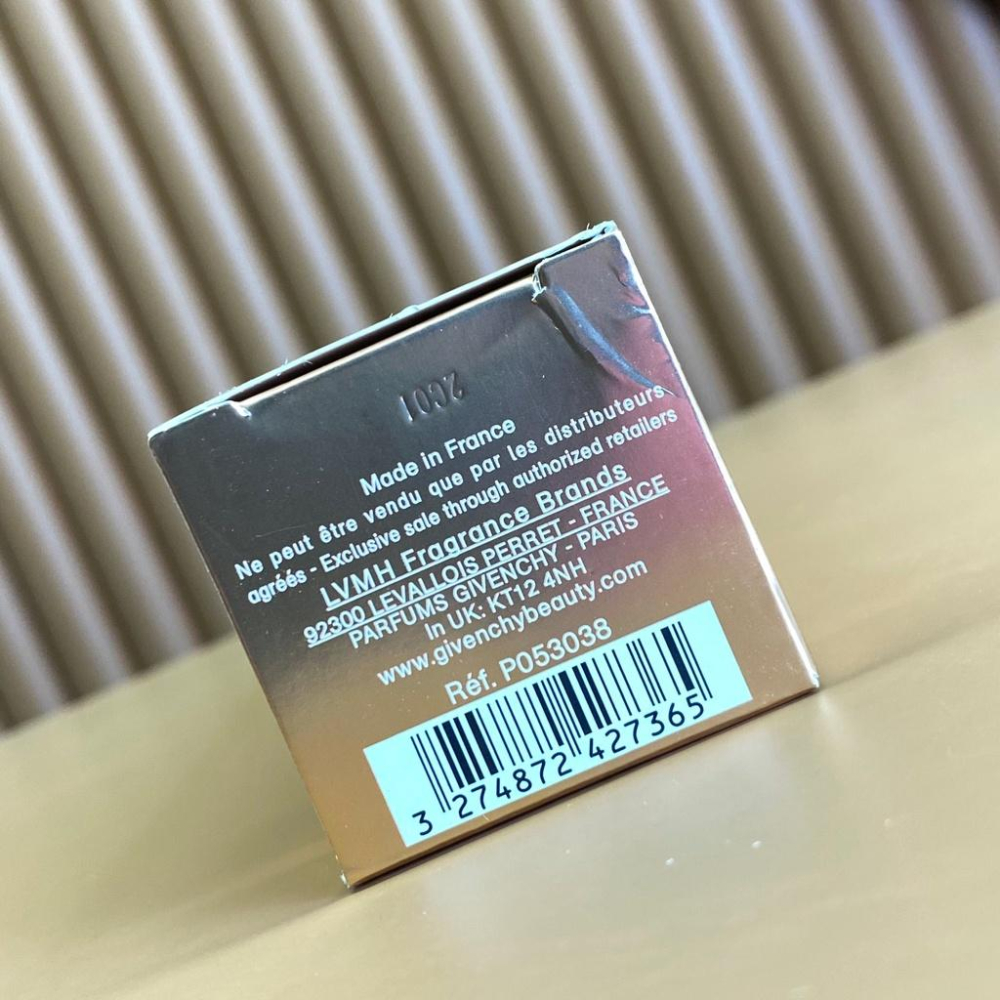 2G01
Made in France
Ne peut être vendu que par les distributeurs
agréés - Exclusive sale through authorized retailers
LVMH Fragrance Brands
92300 LEVALLOIS PERRET - FRANCE
PARFUMS GIVENCHY - PARIS
In UK: KT12 4NH
www.givenchybeauty.com
Réf. P053038
3 274872 427365